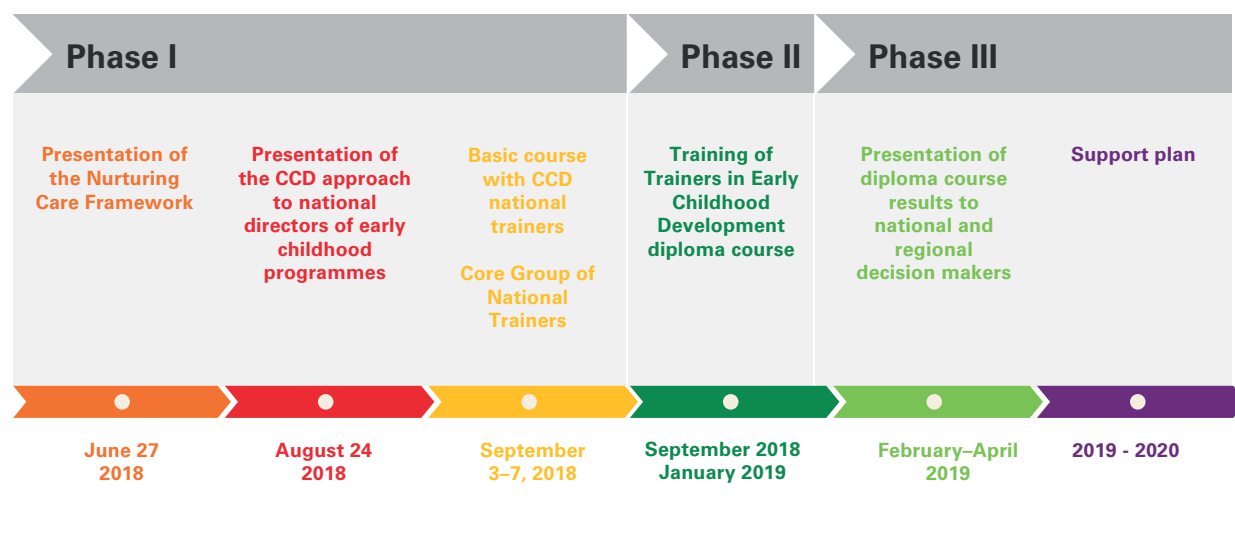 Phase I
Phase II
Phase III
Presentation of
the Nurturing
Care Framework
Presentation of
the CCD approach
to national
directors of early
childhood
programmes
Basic course
with CCD
national
trainers
Core Group of
National
Trainers
Training of
Trainers in Early
Childhood
Development
diploma course
Presentation of
diploma course
results to
national and
regional
decision makers
Support plan
June 27
2018
August 24
2018
September
3–7, 2018
September 2018
January 2019
February–April
2019
2019 - 2020